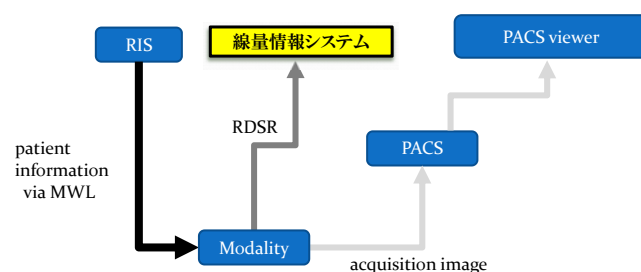 RIS
線量情報システム
PACS viewer
RDSR
PACS
patient
information
via MWL
Modality
acquisition image